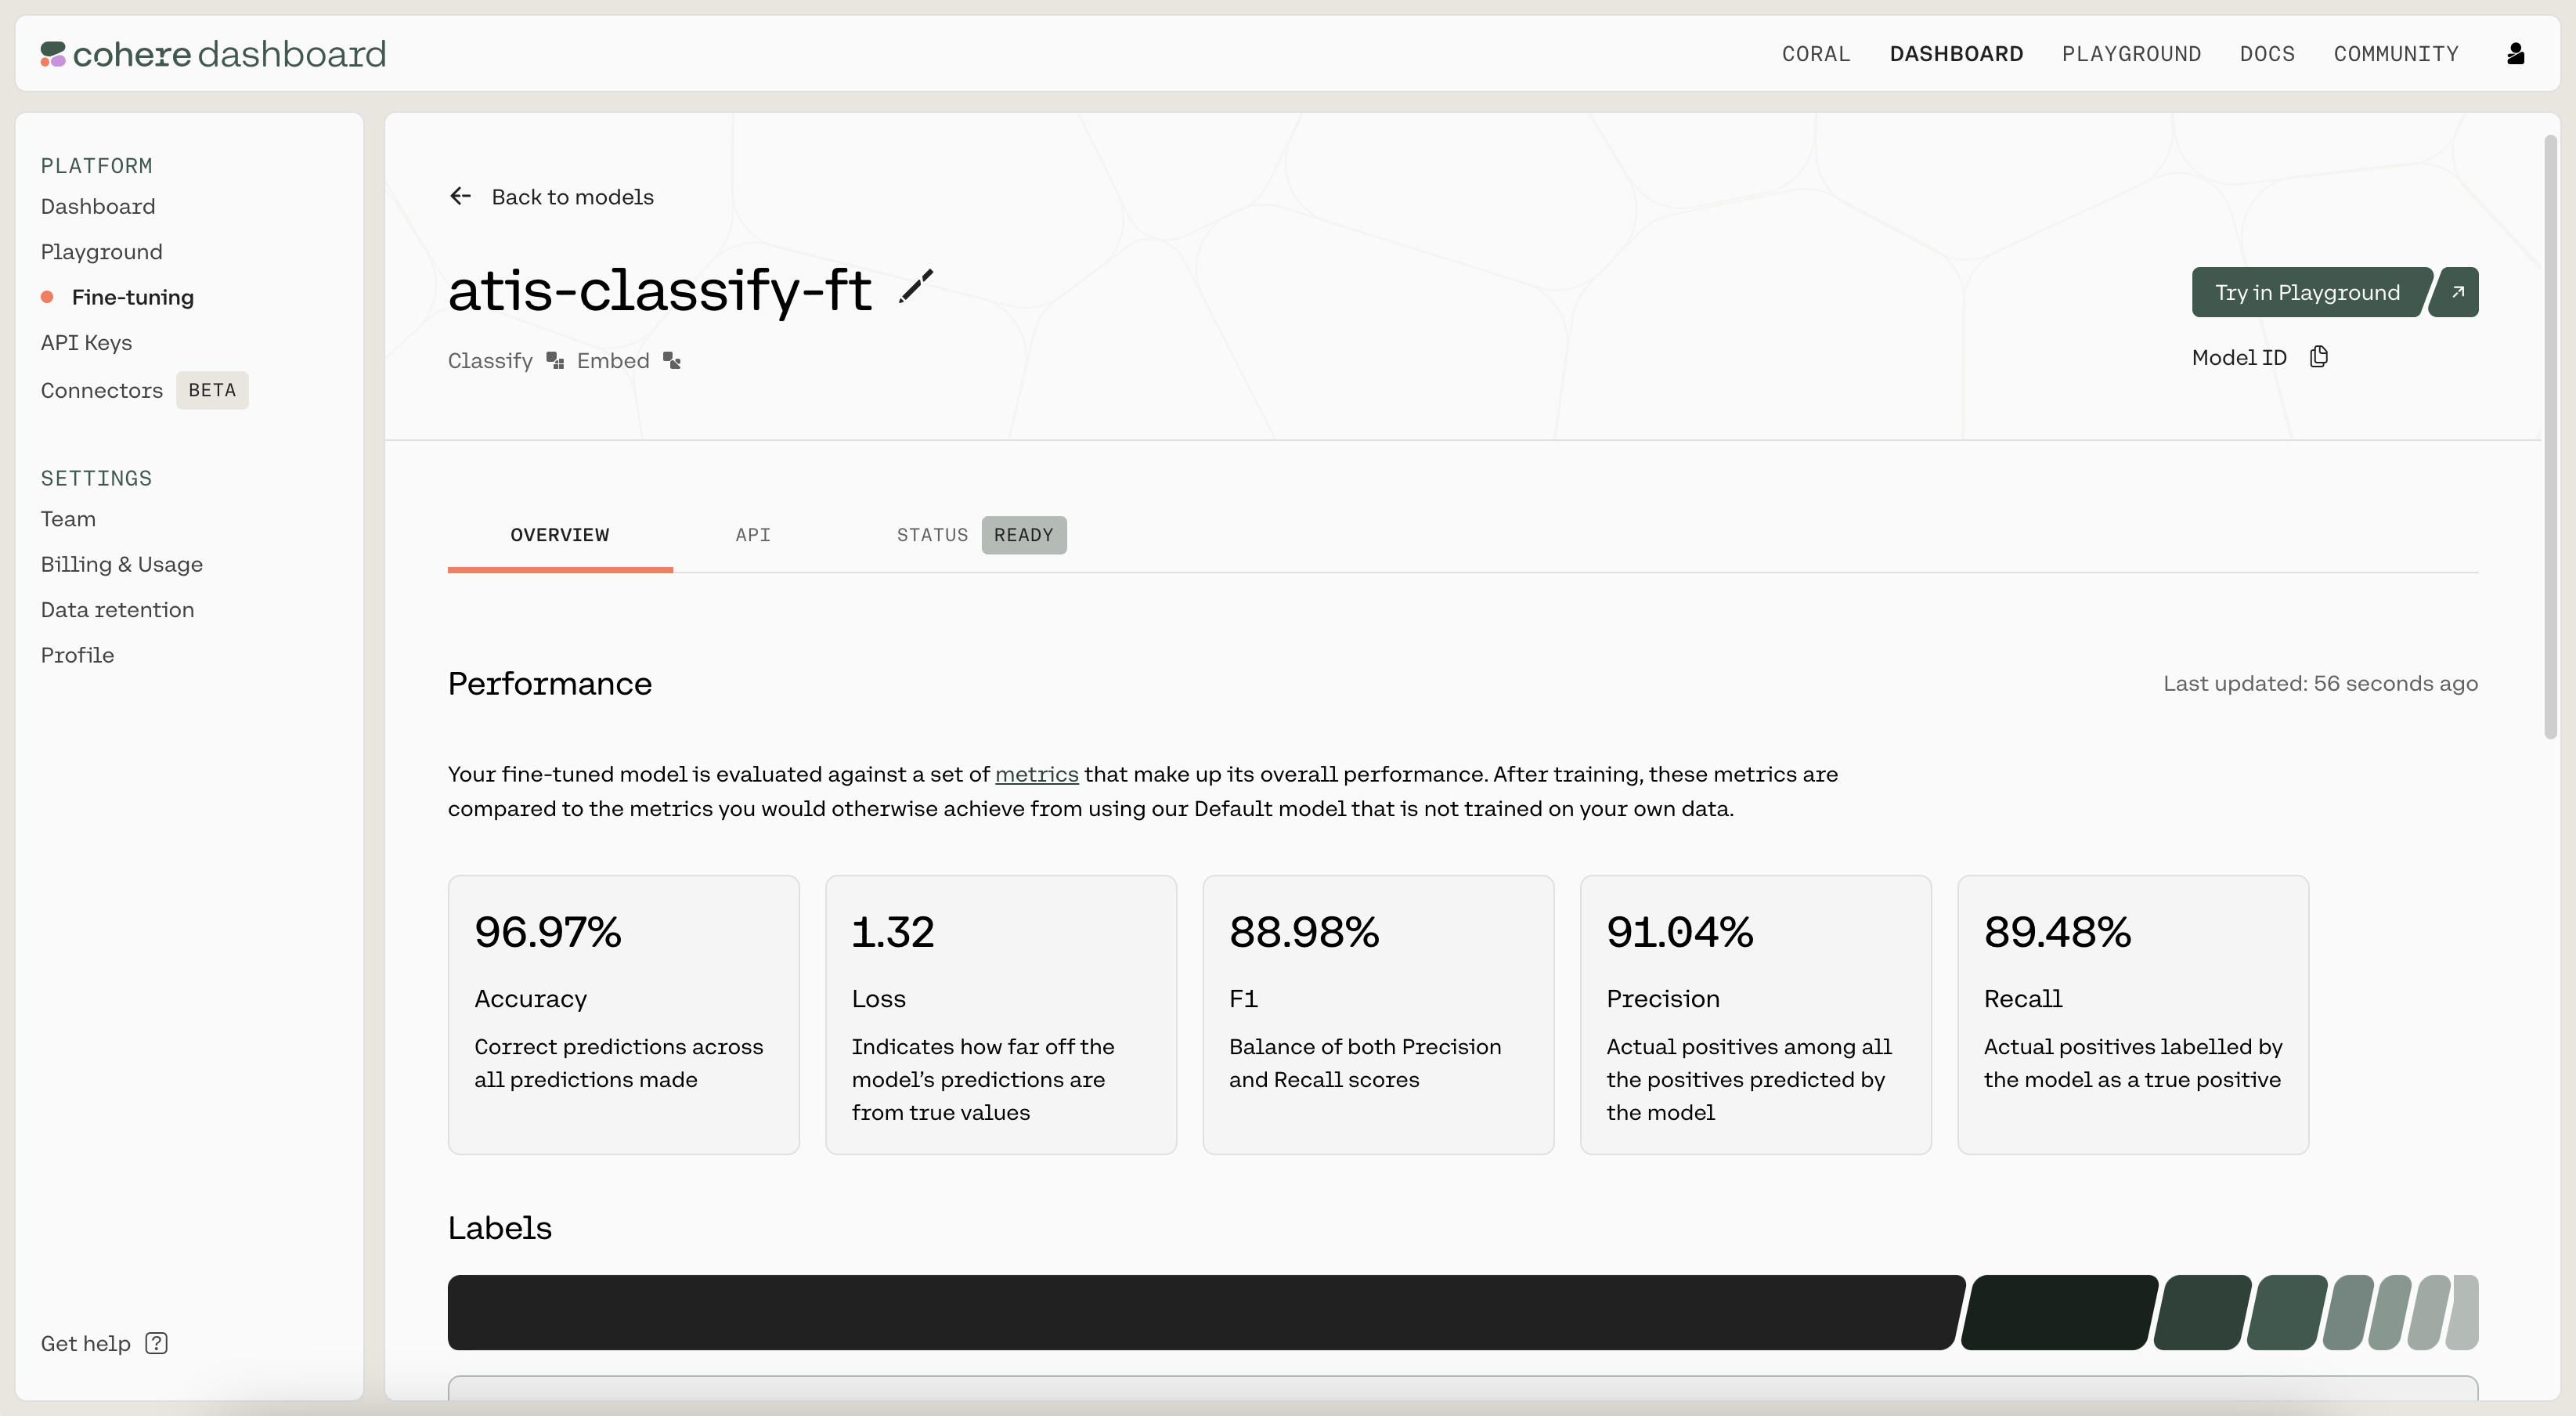 cohere dashboard
CORAL DASHBOARD PLAYGROUND DOCS COMMUNITY
PLATFORM
Dashboard
Playground
Fine-tuning
API Keys
Connectors BETA
SETTINGS
Team
Billing & Usage
Data retention
Profile
Get help ?
Back to models
atis-classify-ft
Classify Embed
Try in Playground
Model ID
OVERVIEW API STATUS READY
Performance
Last updated: 56 seconds ago
Your fine-tuned model is evaluated against a set of metrics that make up its overall performance. After training, these metrics are
compared to the metrics you would otherwise achieve from using our Default model that is not trained on your own data.
96.97%
Accuracy
Correct predictions across
all predictions made
1.32
Loss
Indicates how far off the
model’s predictions are
from true values
88.98%
F1
Balance of both Precision
and Recall scores
91.04%
Precision
Actual positives among all
the positives predicted by
the model
89.48%
Recall
Actual positives labelled by
the model as a true positive
Labels